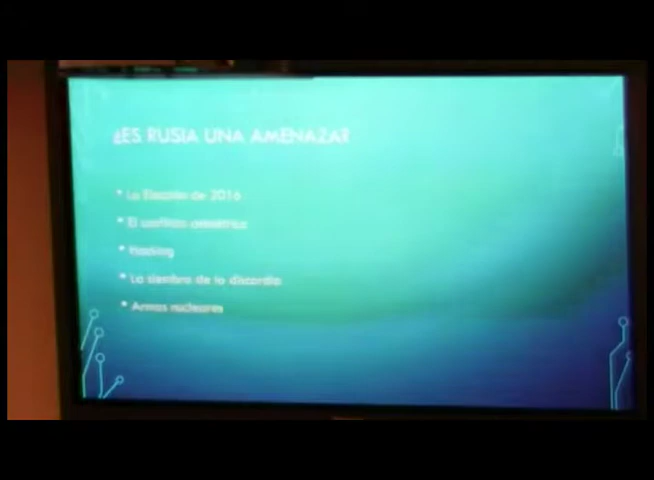 ¿ES RUSIA UNA AMENAZA?
• La Elección de 2016
• El conflicto asimétrico
• Hacking
• La siembra de la discordia
• Armas nucleares